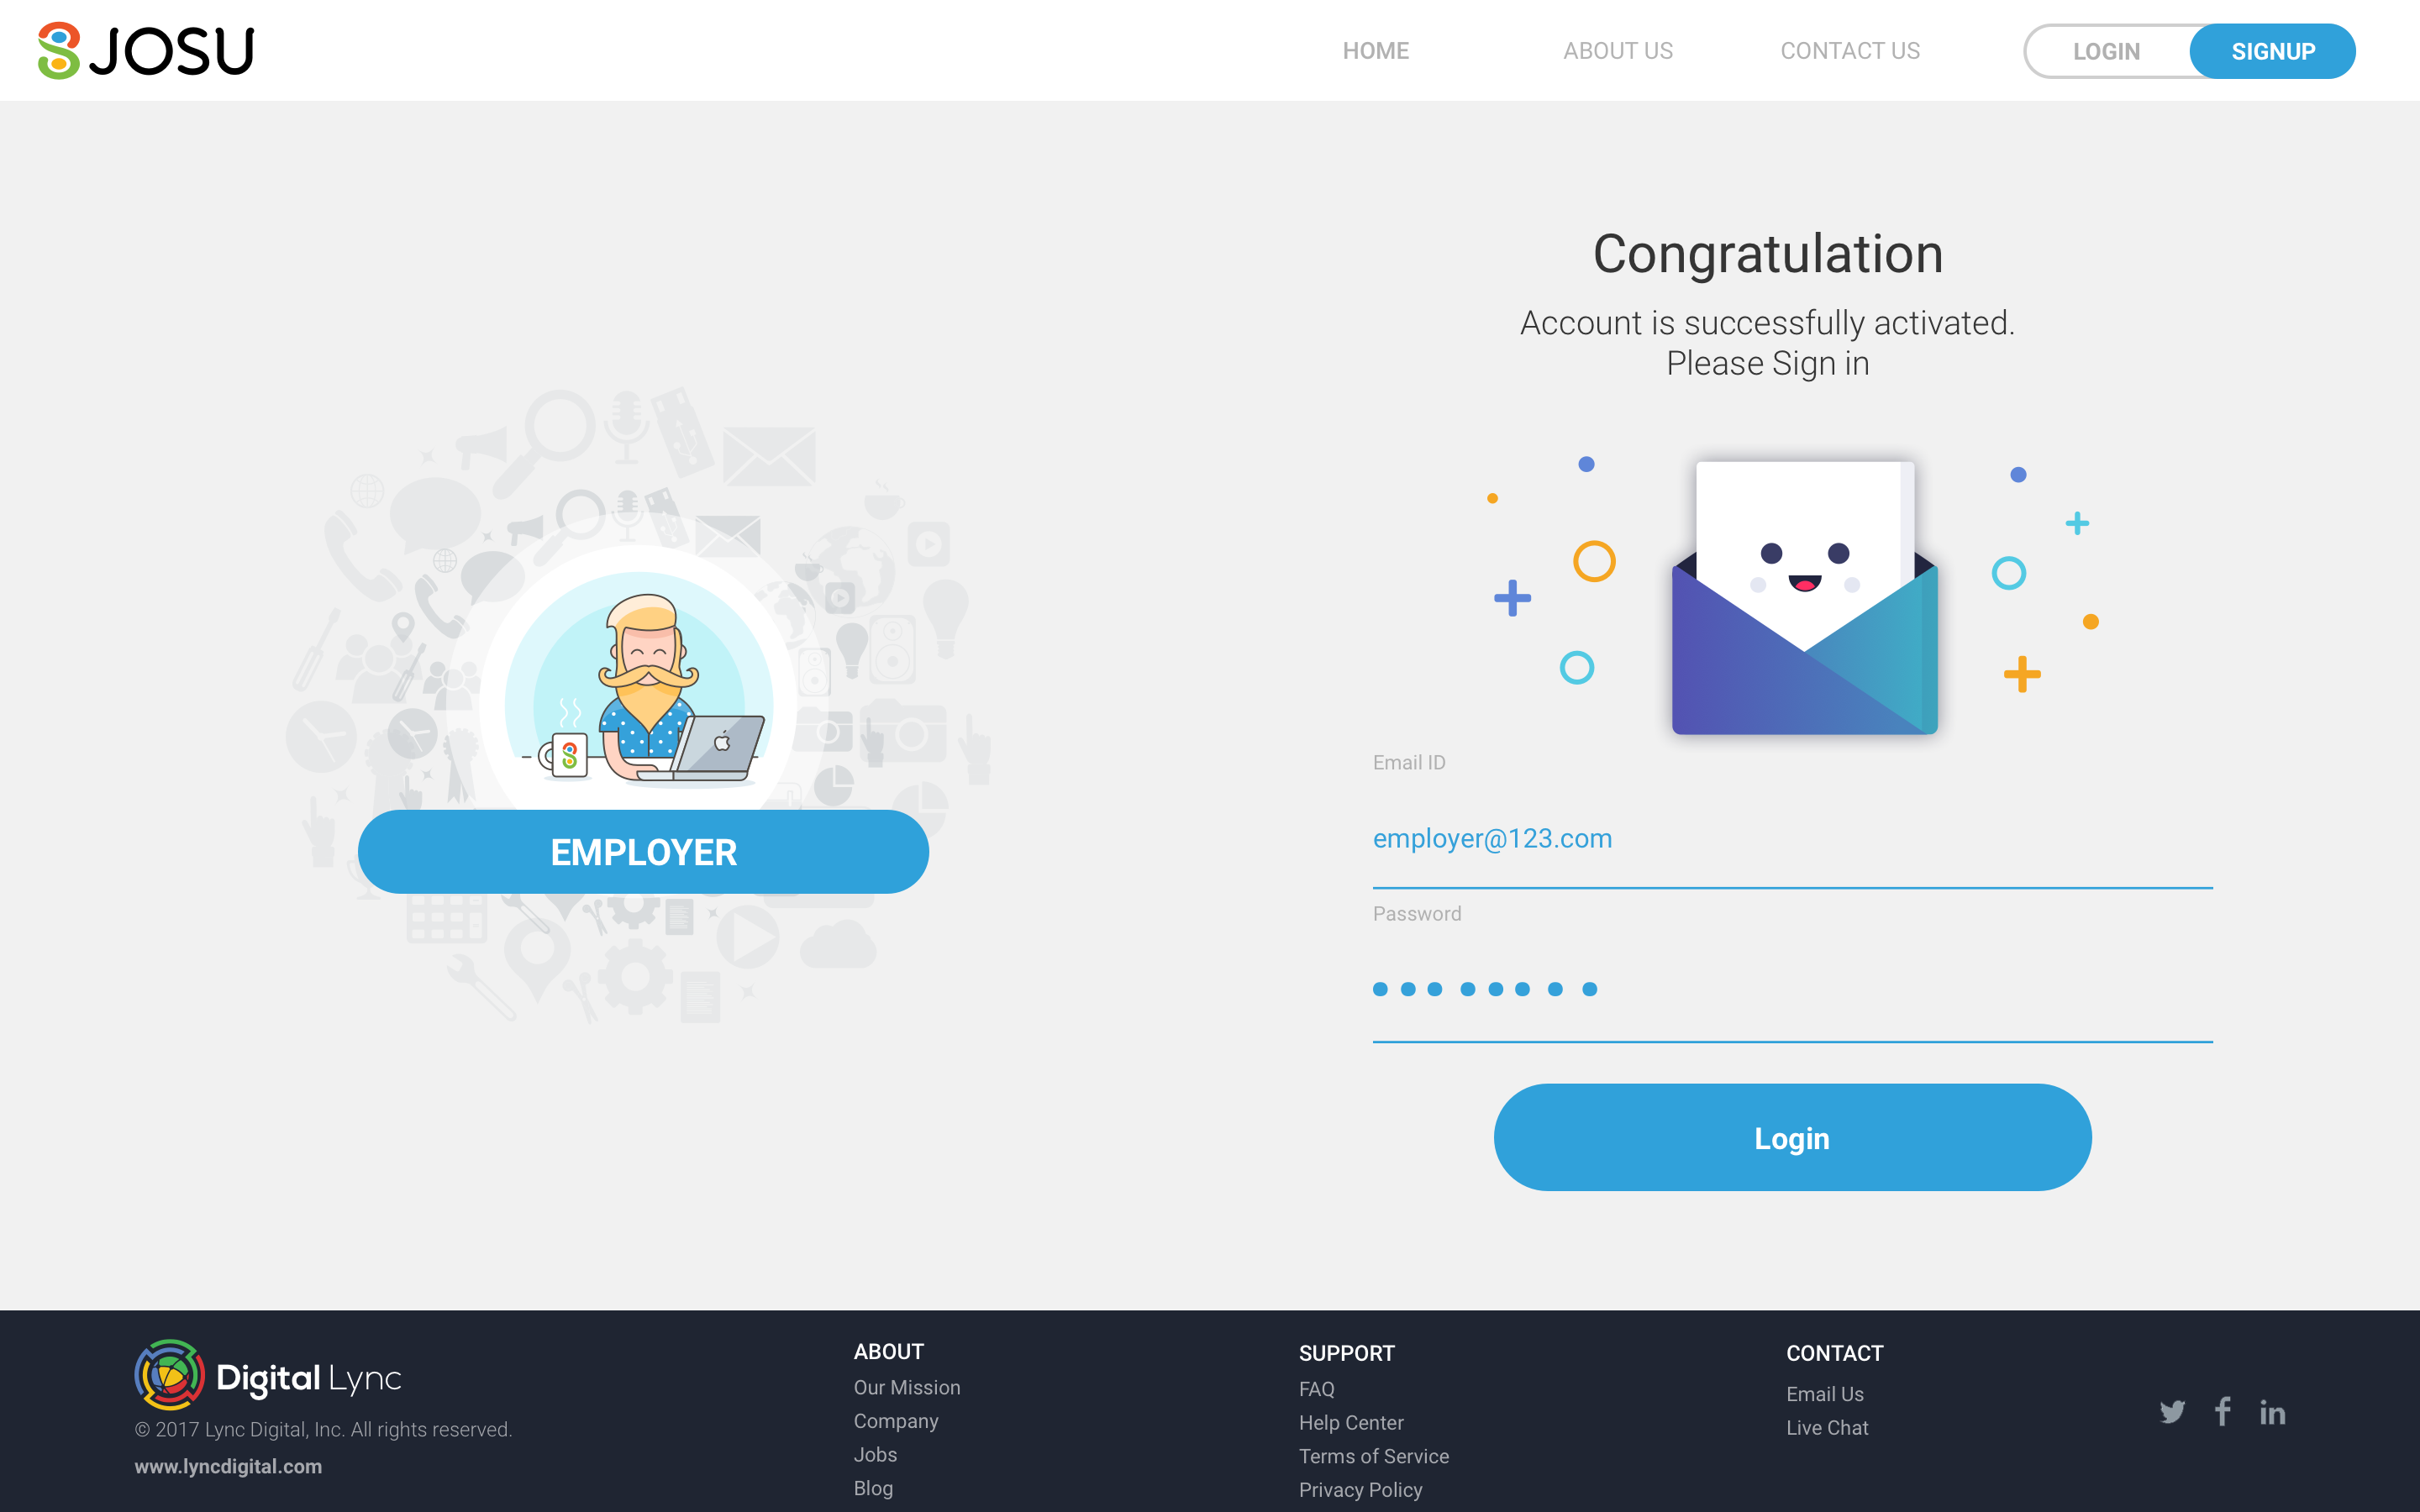 JOSU
HOME
ABOUT US
CONTACT US
LOGIN
SIGNUP
Congratulation
Account is successfully activated.
Please Sign in
EMPLOYER
Email ID
employer@123.com
Password
Login
Digital Lync
© 2017 Lync Digital, Inc. All rights reserved.
www.lyncdigital.com
ABOUT
Our Mission
Company
Jobs
Blog
SUPPORT
FAQ
Help Center
Terms of Service
Privacy Policy
CONTACT
Email Us
Live Chat